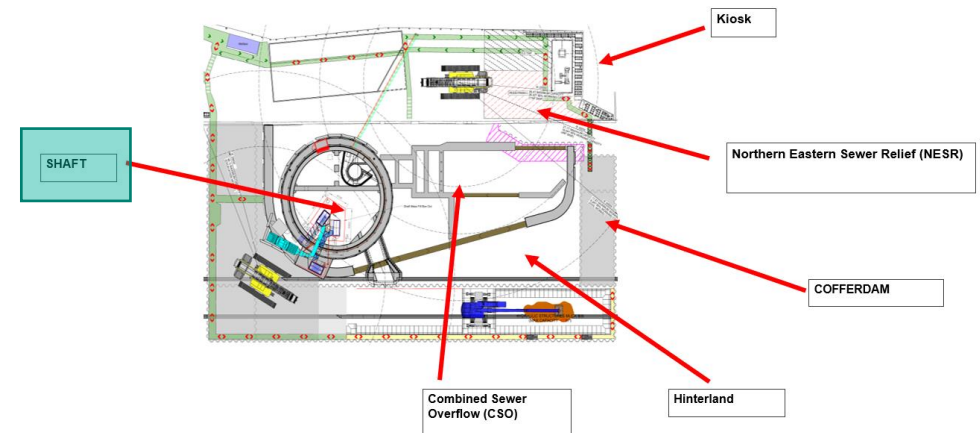 Kiosk
SHAFT
Northern Eastern Sewer Relief (NESR)
COFFERDAM
Combined Sewer
Overflow (CSO)
Hinterland